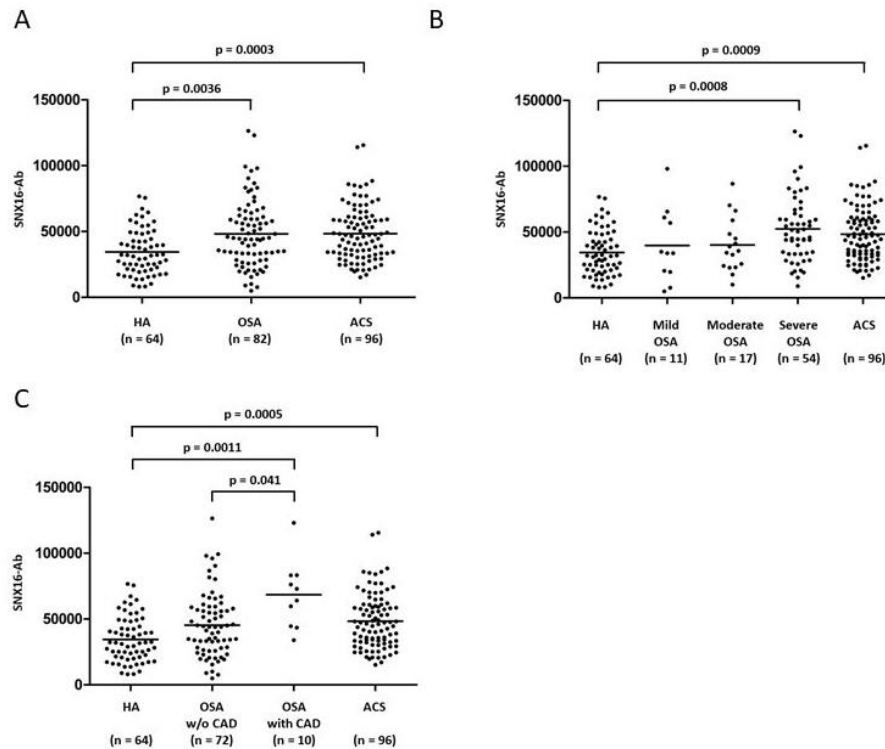 A
p = 0.0003
p = 0.0036
150000
100000
50000
0
SNX16-Ab
HA OSA ACS
(n = 64) (n = 82) (n = 96)
B
p = 0.0009
p = 0.0008
150000
100000
50000
0
SNX16-Ab
HA Mild Moderate Severe ACS
OSA OSA OSA
(n = 64) (n = 11) (n = 17) (n = 54) (n = 96)
C
p = 0.0005
p = 0.0011
p = 0.041
150000
100000
50000
0
SNX16-Ab
HA OSA OSA ACS
w/o CAD with CAD
(n = 64) (n = 72) (n = 10) (n = 96)